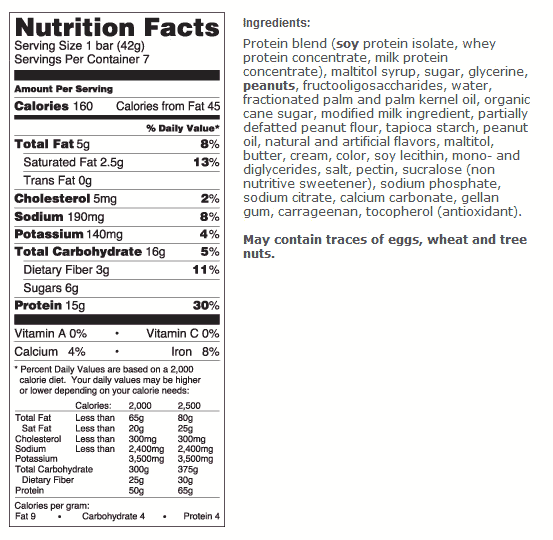 Nutrition Facts
Serving Size 1 bar (42g)
Servings Per Container 7
Amount Per Serving
Calories 160 Calories from Fat 45
% Daily Value*
Total Fat 5g 8%
Saturated Fat 2.5g 13%
Trans Fat 0g
Cholesterol 5mg 2%
Sodium 190mg 8%
Potassium 140mg 4%
Total Carbohydrate 16g 5%
Dietary Fiber 3g 11%
Sugars 6g
Protein 15g 30%
Vitamin A 0% • Vitamin C 0%
Calcium 4% • Iron 8%
* Percent Daily Values are based on a 2,000
calorie diet. Your daily values may be higher
or lower depending on your calorie needs:
Calories: 2,000 2,500
Total Fat Less than 65g 80g
Sat Fat Less than 20g 25g
Cholesterol Less than 300mg 300mg
Sodium Less than 2,400mg 2,400mg
Potassium 3,500mg 3,500mg
Total Carbohydrate 300g 375g
Dietary Fiber 25g 30g
Protein 50g 65g
Calories per gram:
Fat 9 • Carbohydrate 4 • Protein 4
Ingredients:
Protein blend (soy protein isolate, whey
protein concentrate, milk protein
concentrate), maltitol syrup, sugar, glycerine,
peanuts, fructooligosaccharides, water,
fractionated palm and palm kernel oil, organic
cane sugar, modified milk ingredient, partially
defatted peanut flour, tapioca starch, peanut
oil, natural and artificial flavors, maltitol,
butter, cream, color, soy lecithin, mono- and
diglycerides, salt, pectin, sucralose (non
nutritive sweetener), sodium phosphate,
sodium citrate, calcium carbonate, gellan
gum, carrageenan, tocopherol (antioxidant).
May contain traces of eggs, wheat and tree
nuts.